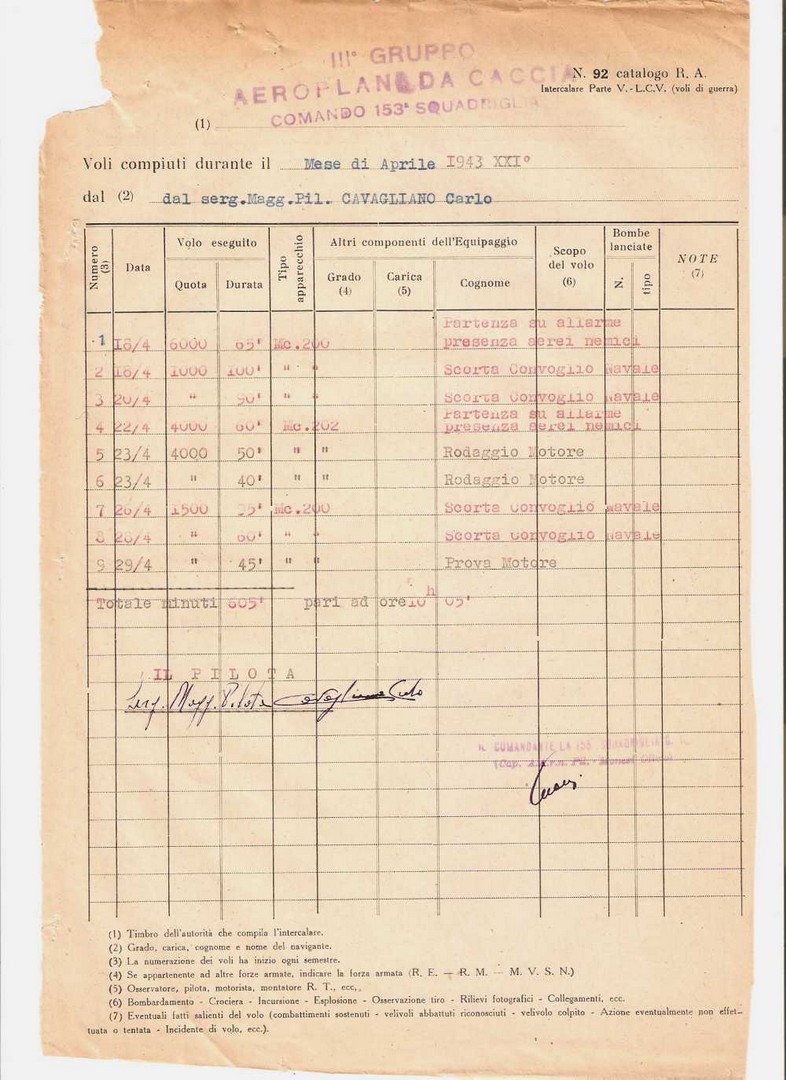 III° GRUPPO
AEROPLANI DA CACCIA
COMANDO 153ª SQUADRIGLIA
N. 92 catalogo R. A.
Intercalare Parte V. - L.C.V. (voli di guerra)
(1)
Voli compiuti durante il Mese di Aprile 1943 XXI°
dal (2) dal serg.Magg.Pil. CAVAGLIANO Carlo
Numero (3) Data Volo eseguito Tipo apparecchio Altri componenti dell'Equipaggio Scopo del volo (6) Bombe lanciate NOTE (7)
Quota Durata Grado (4) Carica (5) Cognome N. tipo
Partenza su allarme
1 18/4 6000 65' Mc.200 presenza aerei nemici
2 18/4 1000 100' " " Scorta Convoglio Navale
3 20/4 " 90' " " Scorta Convoglio Navale
Partenza su allarme
4 22/4 4000 60' Mc.202 presenza aerei nemici
5 23/4 4000 50' " " Rodaggio Motore
6 23/4 " 40' " " Rodaggio Motore
7 26/4 1500 Mc.200 Scorta Convoglio Navale
8 28/4 " 60' " " Scorta Convoglio Navale
9 29/4 " 45' " " Prova Motore
Totale minuti 605' pari ad ore 10 h 05'
IL PILOTA
Serg. Magg. Pilota Cavagliano Carlo
IL COMANDANTE LA 153 SQUADRIGLIA
(Cap. Pil.
(1) Timbro dell'autorità che compila l'intercalare.
(2) Grado, carica, cognome e nome del navigante.
(3) La numerazione dei voli ha inizio ogni semestre.
(4) Se appartenente ad altre forze armate, indicare la forza armata (R. E. — R. M. — M. V. S. N.)
(5) Osservatore, pilota, motorista, montatore R. T., ecc.
(6) Bombardamento - Crociera - Incursione - Esplosione - Osservazione tiro - Rilievi fotografici - Collegamenti, ecc.
(7) Eventuali fatti salienti del volo (combattimenti sostenuti - velivoli abbattuti riconosciuti - velivolo colpito - Azione eventualmente non effet-
tuata o tentata - Incidente di volo, ecc.).